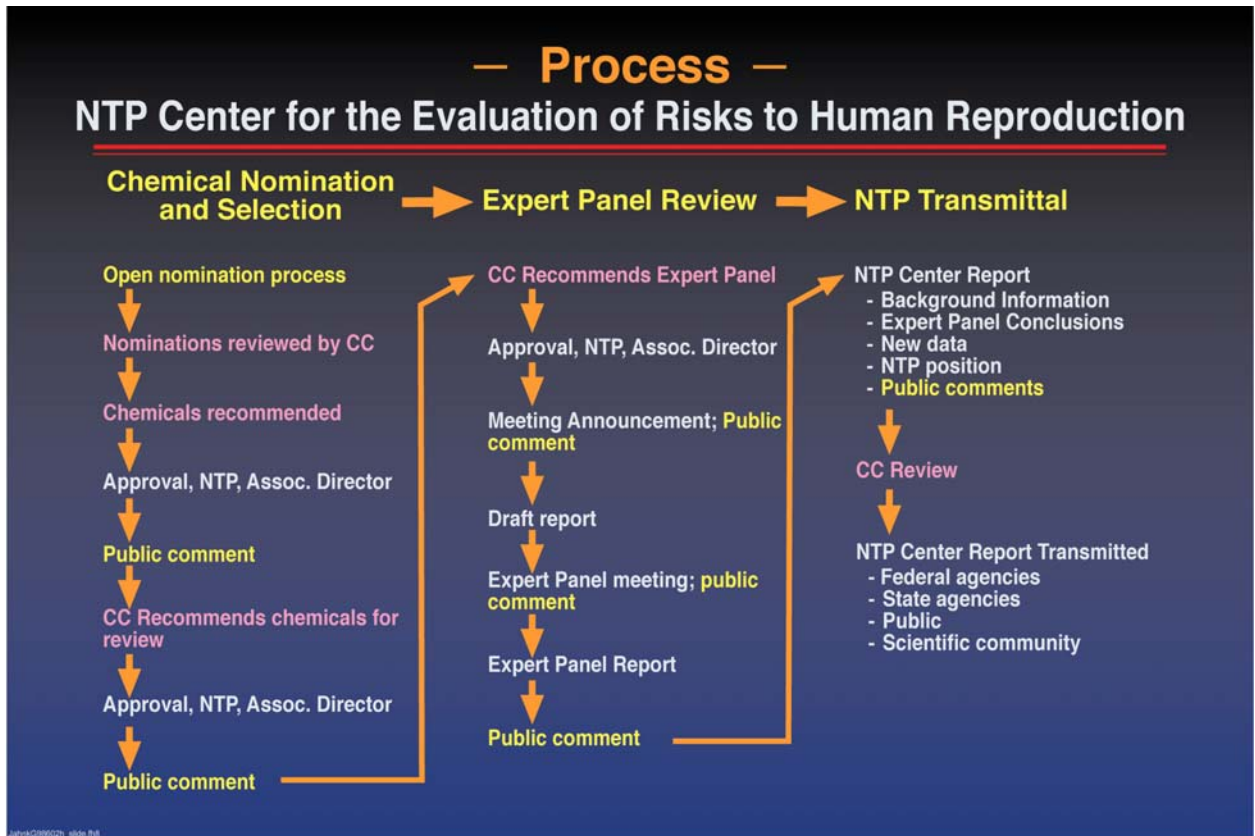 — Process —
NTP Center for the Evaluation of Risks to Human Reproduction
Chemical Nomination
and Selection
Expert Panel Review
NTP Transmittal
Open nomination process
Nominations reviewed by CC
Chemicals recommended
Approval, NTP, Assoc. Director
Public comment
CC Recommends chemicals for
review
Approval, NTP, Assoc. Director
Public comment
CC Recommends Expert Panel
Approval, NTP, Assoc. Director
Meeting Announcement; Public
comment
Draft report
Expert Panel meeting; public
comment
Expert Panel Report
Public comment
NTP Center Report
- Background Information
- Expert Panel Conclusions
- New data
- NTP position
- Public comments
CC Review
NTP Center Report Transmitted
- Federal agencies
- State agencies
- Public
- Scientific community